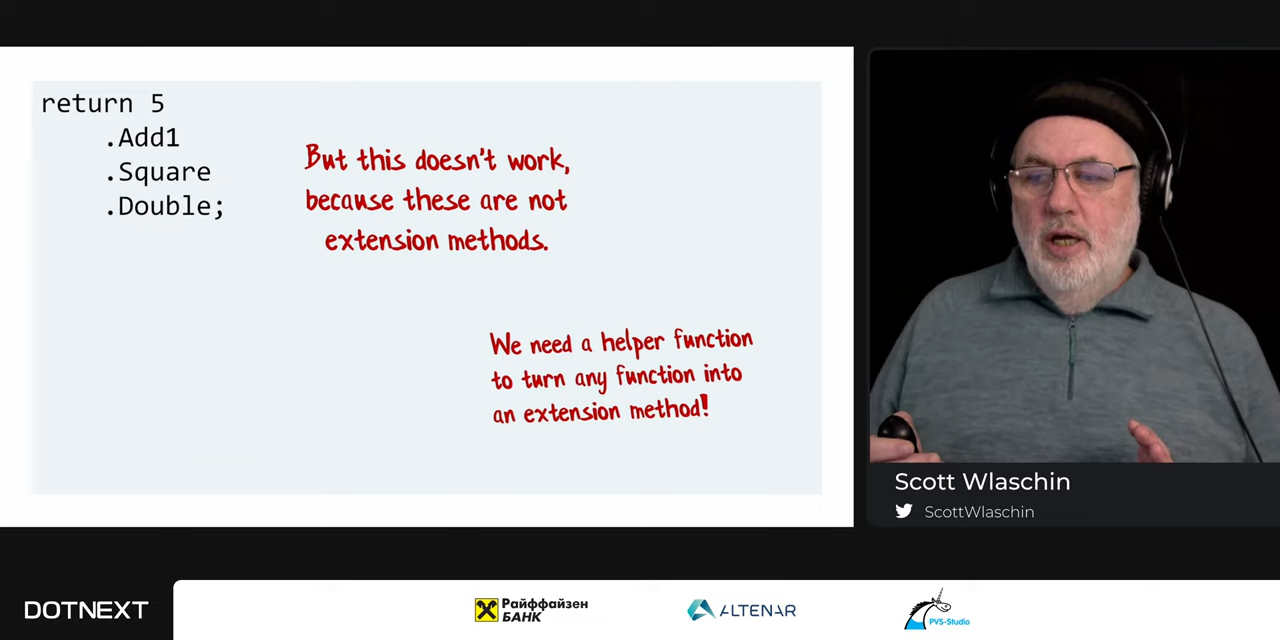 return 5
.Add1
.Square
.Double;
But this doesn't work,
because these are not
extension methods.
We need a helper function
to turn any function into
an extension method!
Scott Wlaschin
ScottWlaschin
DOTNEXT
Райффайзен
БАНК
ALTENAR
PVS-Studio